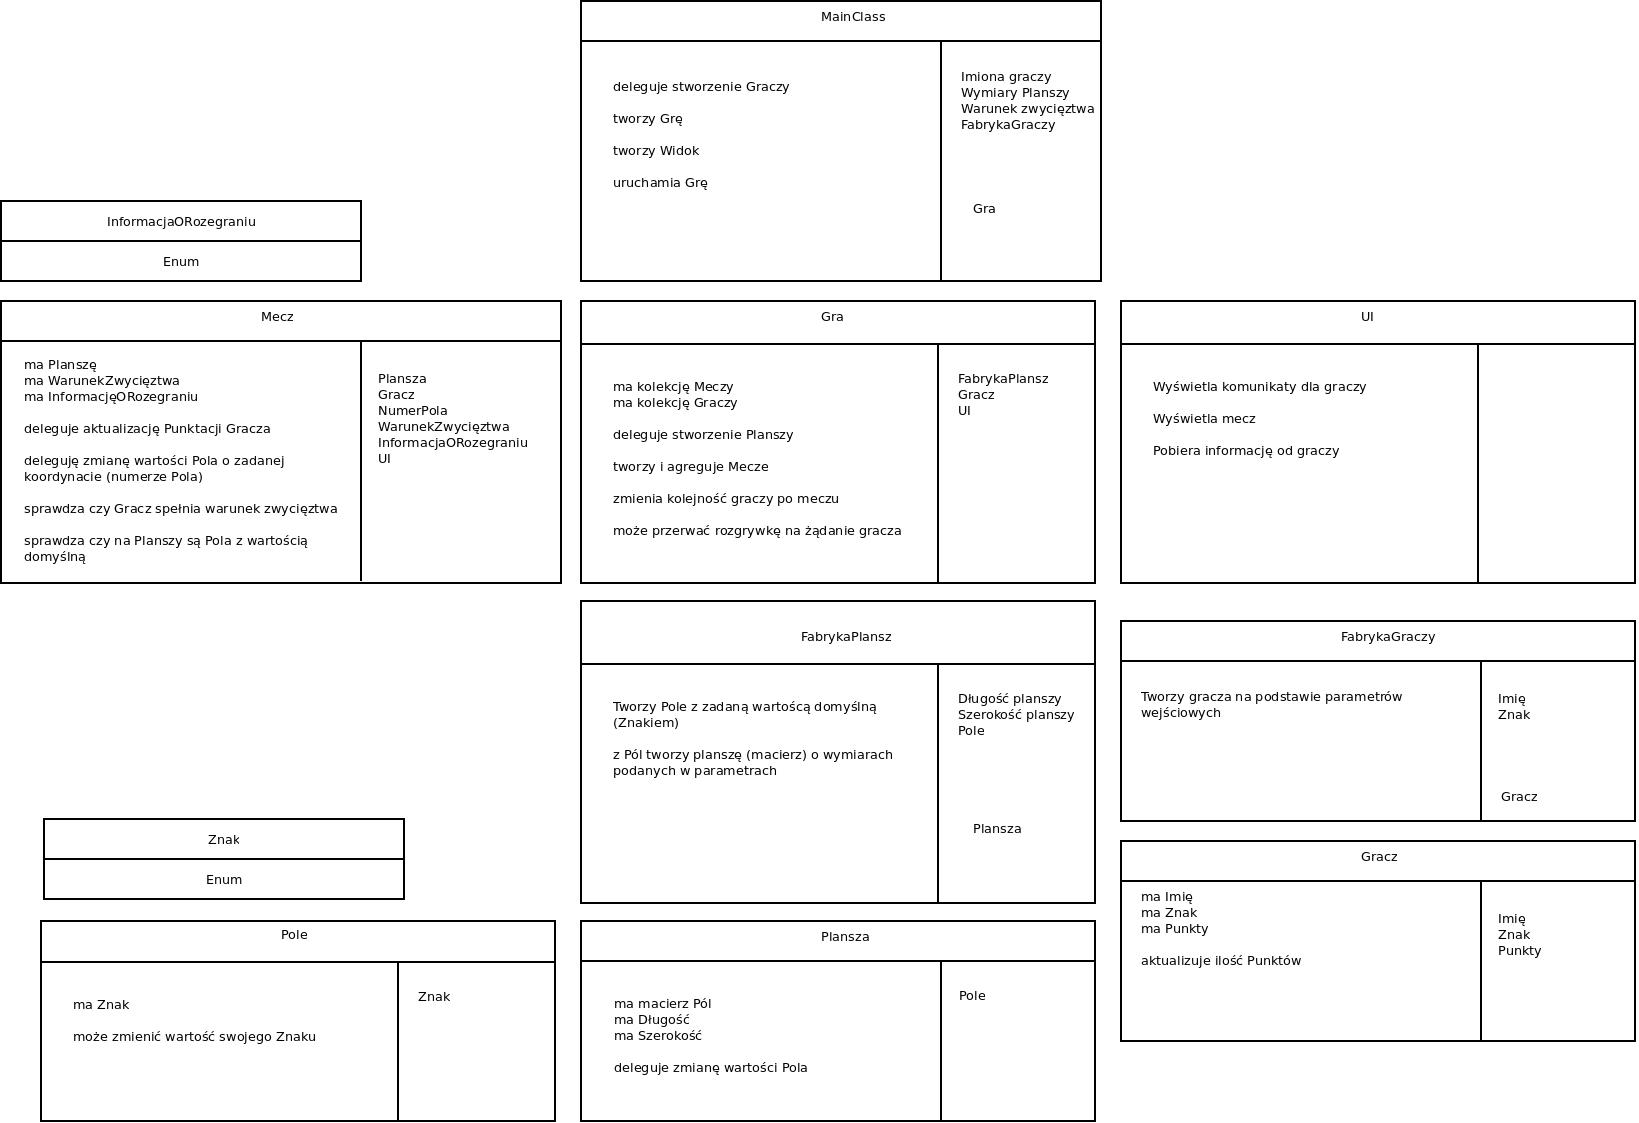 MainClass
deleguje stworzenie Graczy
tworzy Grę
tworzy Widok
uruchamia Grę
Imiona graczy
Wymiary Planszy
Warunek zwycięztwa
FabrykaGraczy
Gra
InformacjaORozegraniu
Enum
Mecz
ma Planszę
ma WarunekZwycięztwa
ma InformacjęORozegraniu
deleguje aktualizację Punktacji Gracza
deleguję zmianę wartości Pola o zadanej
koordynacie (numerze Pola)
sprawdza czy Gracz spełnia warunek zwycięztwa
sprawdza czy na Planszy są Pola z wartością
domyślną
Plansza
Gracz
NumerPola
WarunekZwycięztwa
InformacjaORozegraniu
UI
Gra
ma kolekcję Meczy
ma kolekcję Graczy
deleguje stworzenie Planszy
tworzy i agreguje Mecze
zmienia kolejność graczy po meczu
może przerwać rozgrywkę na żądanie gracza
FabrykaPlansz
Gracz
UI
UI
Wyświetla komunikaty dla graczy
Wyświetla mecz
Pobiera informację od graczy
FabrykaPlansz
Tworzy Pole z zadaną wartoścą domyślną
(Znakiem)
z Pól tworzy planszę (macierz) o wymiarach
podanych w parametrach
Długość planszy
Szerokość planszy
Pole
Plansza
FabrykaGraczy
Tworzy gracza na podstawie parametrów
wejściowych
Imię
Znak
Gracz
Znak
Enum
Gracz
ma Imię
ma Znak
ma Punkty
aktualizuje ilość Punktów
Imię
Znak
Punkty
Pole
ma Znak
może zmienić wartość swojego Znaku
Znak
Plansza
ma macierz Pól
ma Długość
ma Szerokość
deleguje zmianę wartości Pola
Pole